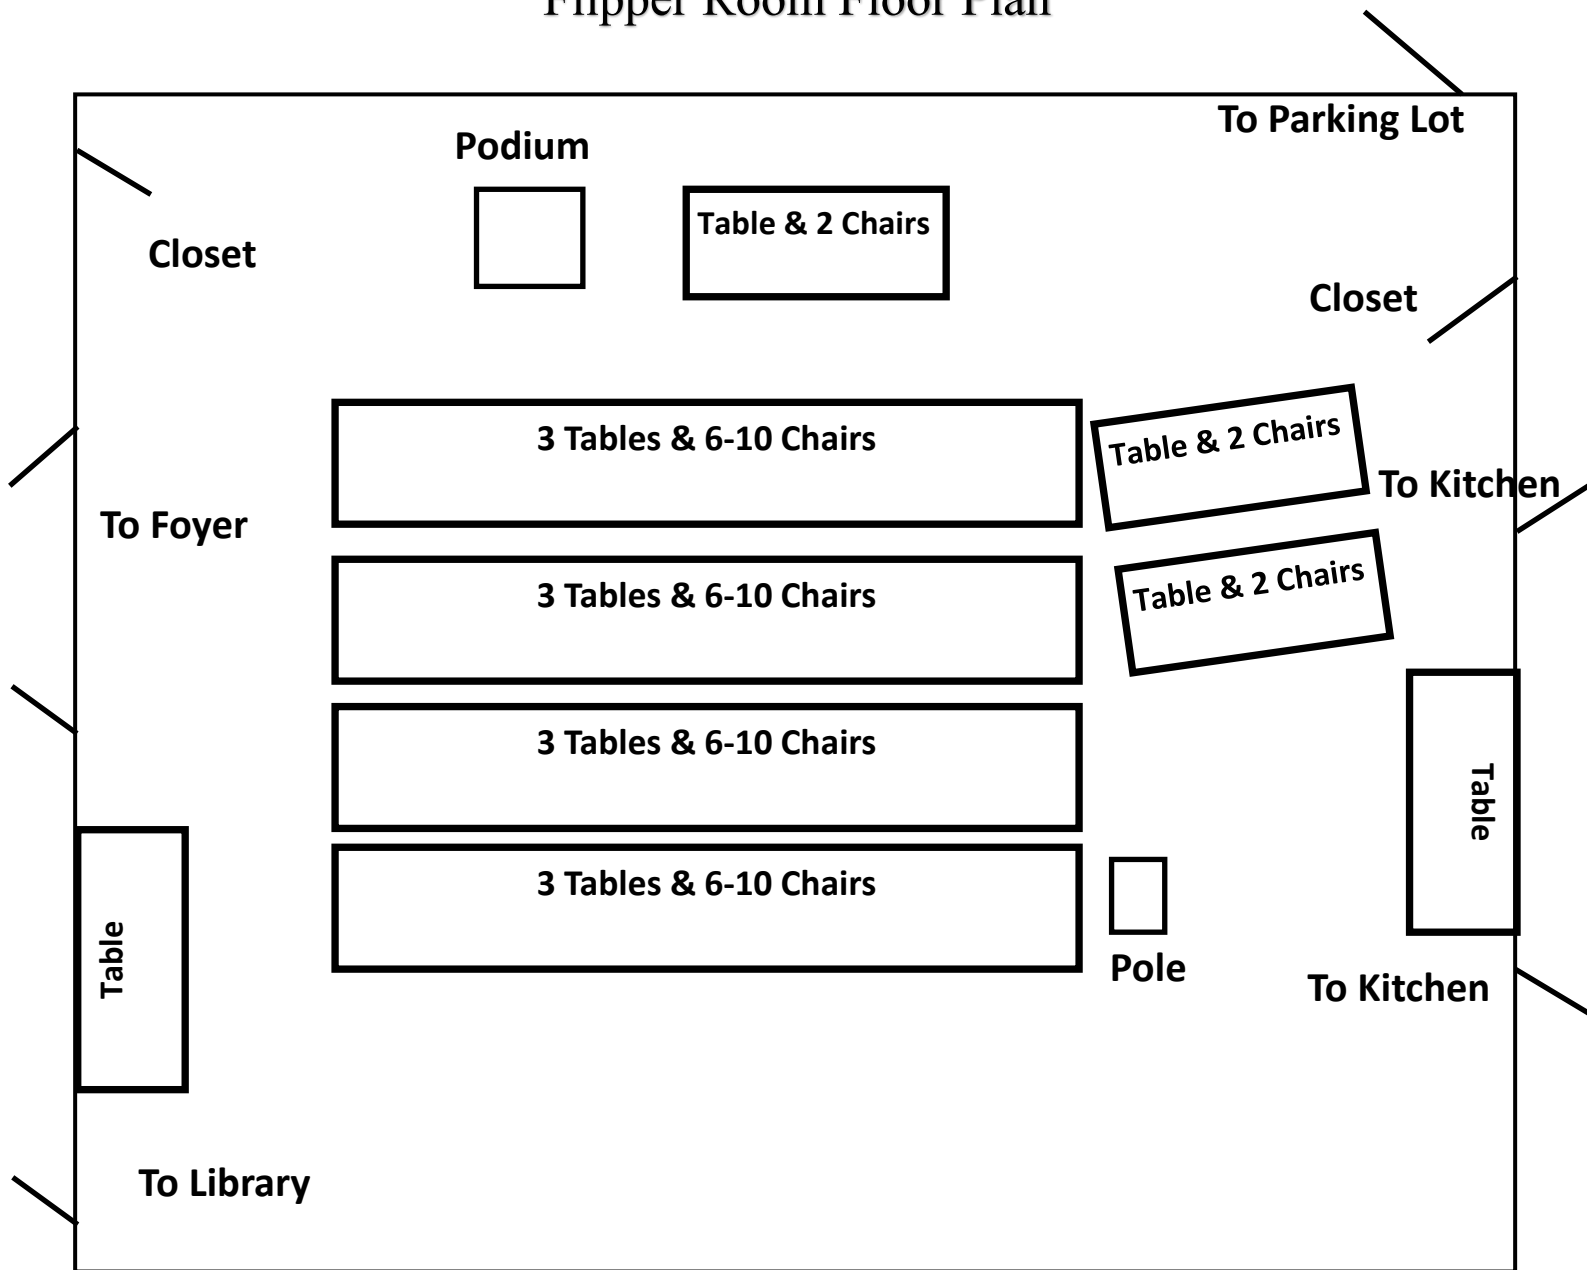 Flipper Room Floor Plan
To Parking Lot
Podium
Table & 2 Chairs
Closet
Closet
3 Tables & 6-10 Chairs
Table & 2 Chairs
To Kitchen
To Foyer
3 Tables & 6-10 Chairs
Table & 2 Chairs
3 Tables & 6-10 Chairs
Table
3 Tables & 6-10 Chairs
Table
Pole
To Kitchen
To Library